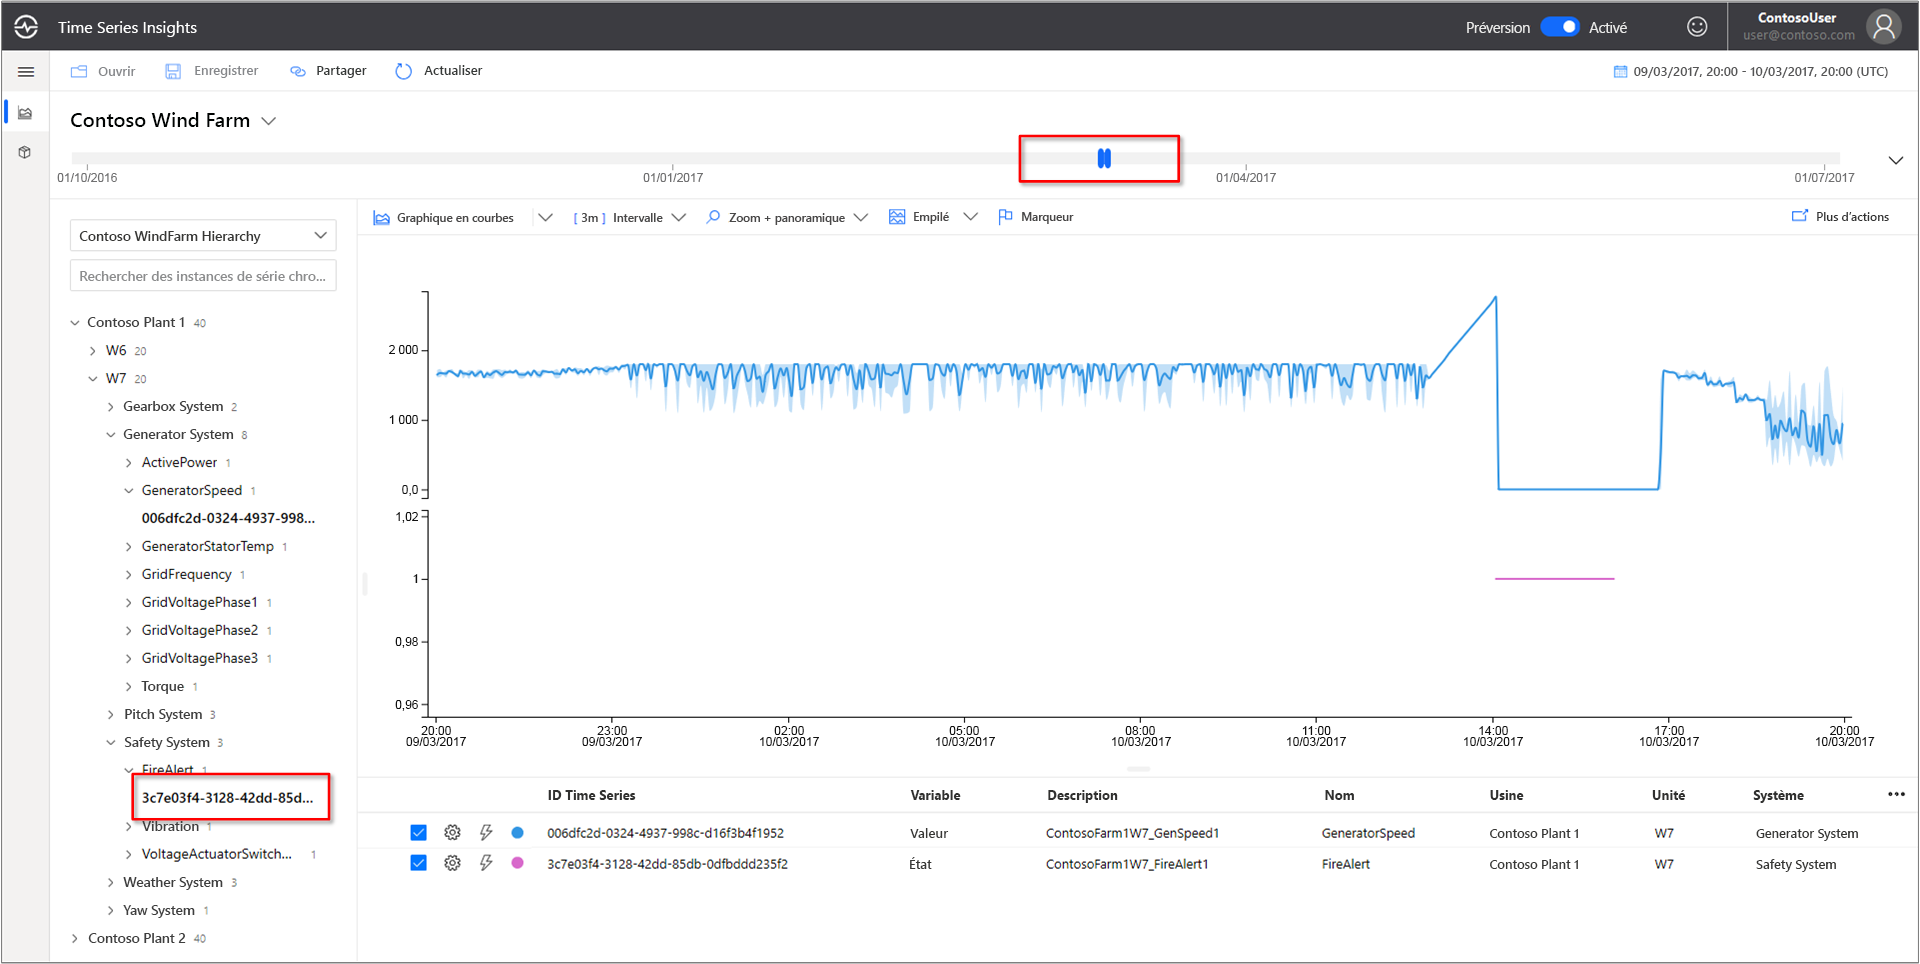 Time Series Insights
Préversion Activé
ContosoUser
user@contoso.com
Ouvrir Enregistrer Partager Actualiser
09/03/2017, 20:00 - 10/03/2017, 20:00 (UTC)
Contoso Wind Farm
01/10/2016 01/01/2017 01/04/2017 01/07/2017
Contoso WindFarm Hierarchy
Rechercher des instances de série chro...
Contoso Plant 1 40
W6 20
W7 20
Gearbox System 2
Generator System 8
ActivePower 1
GeneratorSpeed 1
006dfc2d-0324-4937-998...
GeneratorStatorTemp 1
GridFrequency 1
GridVoltagePhase1 1
GridVoltagePhase2 1
GridVoltagePhase3 1
Torque 1
Pitch System 3
Safety System 3
FireAlert 1
3c7e03f4-3128-42dd-85d...
Vibration 1
VoltageActuatorSwitch... 1
Weather System 3
Yaw System 1
Contoso Plant 2 40
Graphique en courbes [ 3m ] Intervalle Zoom + panoramique Empilé Marqueur Plus d'actions
2 000
1 000
0,0
1,02
1
0,98
0,96
20:00 23:00 02:00 05:00 08:00 11:00 14:00 17:00 20:00
09/03/2017 09/03/2017 10/03/2017 10/03/2017 10/03/2017 10/03/2017 10/03/2017 10/03/2017 10/03/2017
ID Time Series Variable Description Nom Usine Unité Système
006dfc2d-0324-4937-998c-d16f3b4f1952 Valeur ContosoFarm1W7_GenSpeed1 GeneratorSpeed Contoso Plant 1 W7 Generator System
3c7e03f4-3128-42dd-85db-0dfbddd235f2 État ContosoFarm1W7_FireAlert1 FireAlert Contoso Plant 1 W7 Safety System